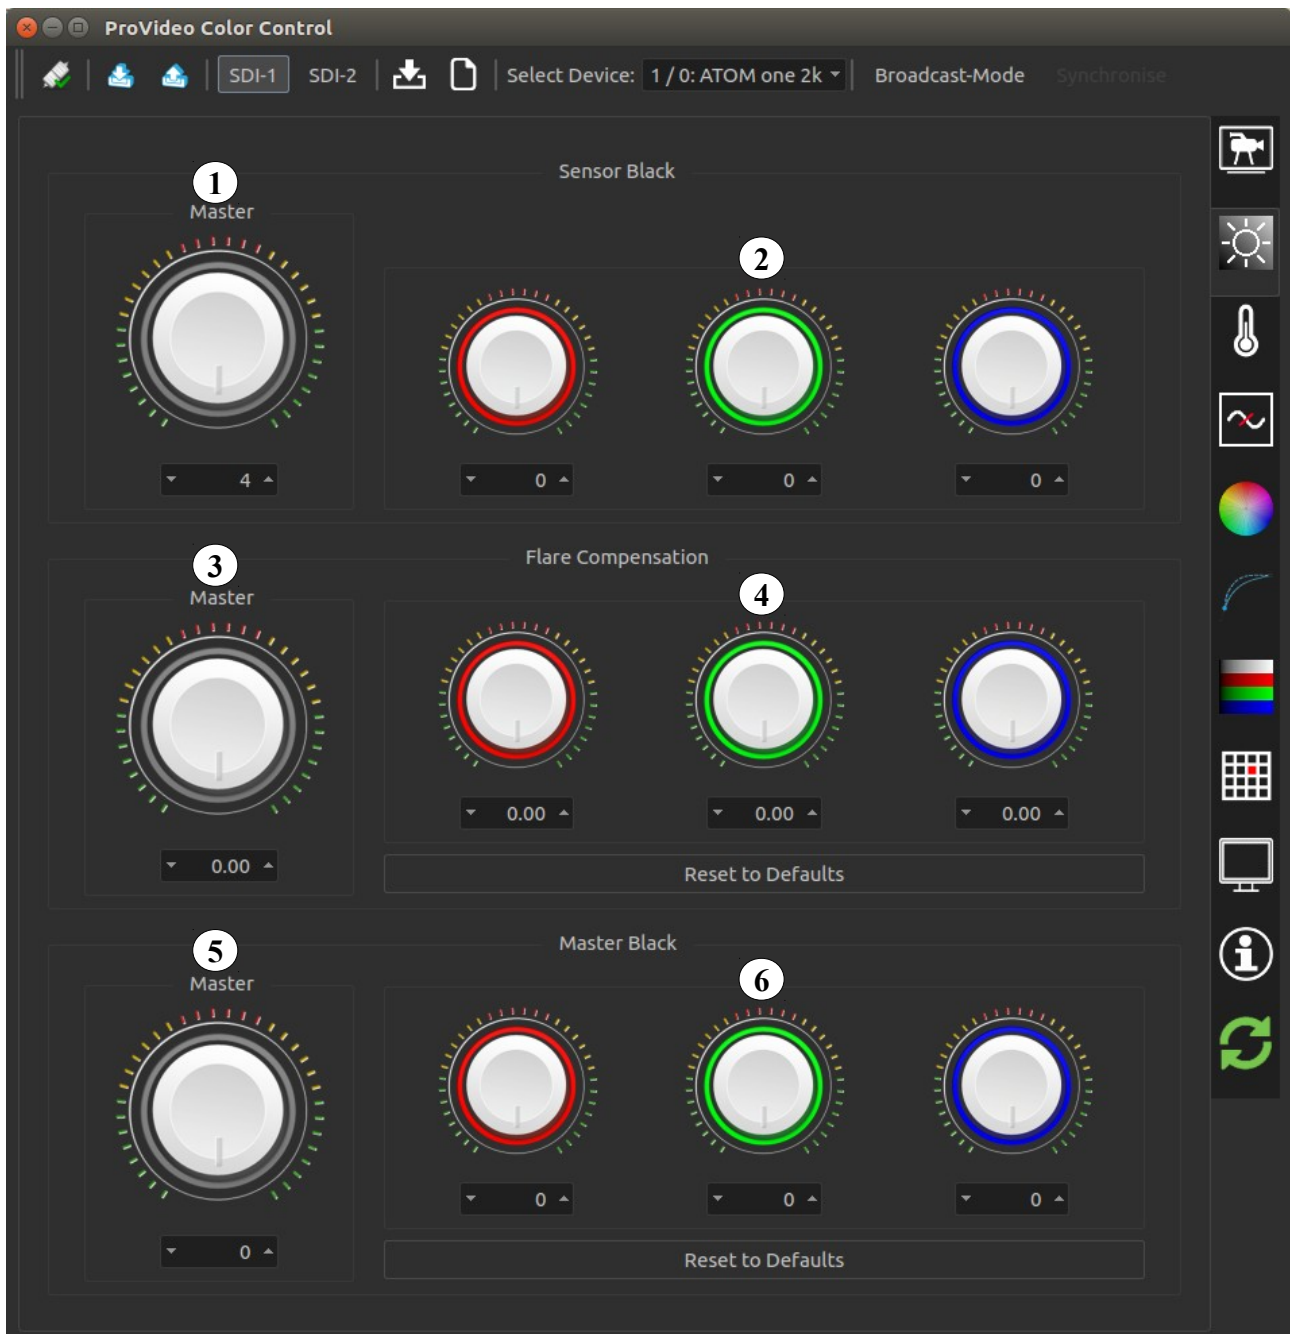 ProVideo Color Control
SDI-1 SDI-2 Select Device: 1 / 0: ATOM one 2k Broadcast-Mode Synchronise
Sensor Black
1
Master
2
4 0 0 0
Flare Compensation
3
Master
4
0.00 0.00 0.00
0.00
Reset to Defaults
Master Black
5
Master
6
0 0 0
0
Reset to Defaults